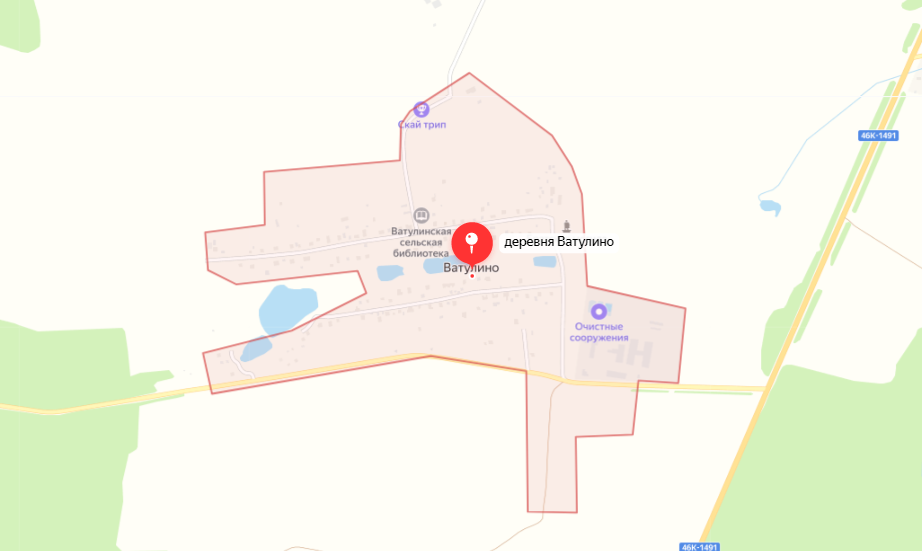 Скай трип
46К-1491
Ватулинская
сельская
библиотека
деревня Ватулино
Ватулино
Очистные
сооружения
46К-1491